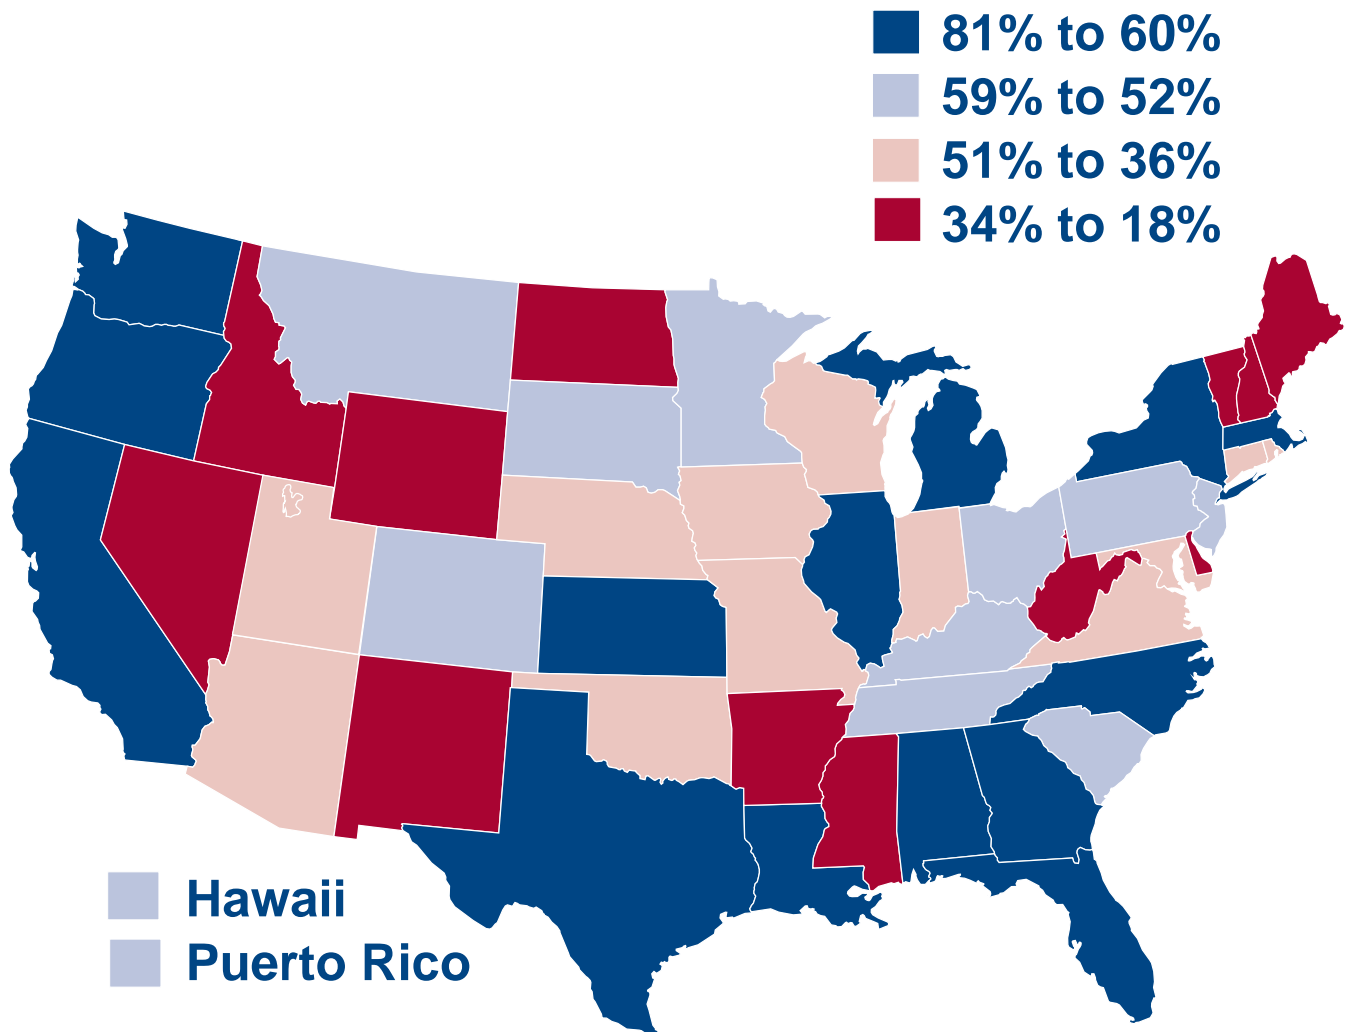 81% to 60%
59% to 52%
51% to 36%
34% to 18%
Hawaii
Puerto Rico